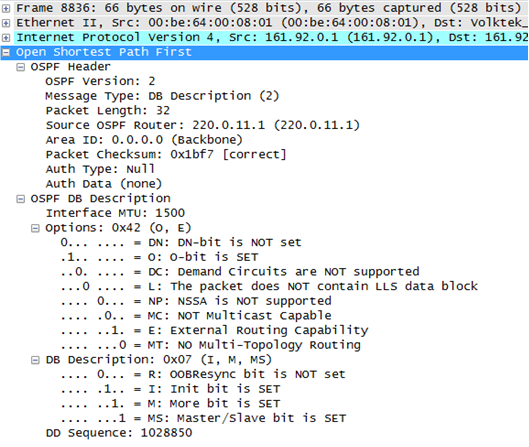 Frame 8836: 66 bytes on wire (528 bits), 66 bytes captured (528 bits)
Ethernet II, Src: 00:be:64:00:08:01 (00:be:64:00:08:01), Dst: Volktek_
Internet Protocol Version 4, Src: 161.92.0.1 (161.92.0.1), Dst: 161.92
Open Shortest Path First
OSPF Header
OSPF Version: 2
Message Type: DB Description (2)
Packet Length: 32
Source OSPF Router: 220.0.11.1 (220.0.11.1)
Area ID: 0.0.0.0 (Backbone)
Packet Checksum: 0x1bf7 [correct]
Auth Type: Null
Auth Data (none)
OSPF DB Description
Interface MTU: 1500
Options: 0x42 (O, E)
0... .... = DN: DN-bit is NOT set
.1.. .... = O: O-bit is SET
..0. .... = DC: Demand Circuits are NOT supported
...0 .... = L: The packet does NOT contain LLS data block
.... 0... = NP: NSSA is NOT supported
.... .0.. = MC: NOT Multicast Capable
.... ..1. = E: External Routing Capability
.... ...0 = MT: NO Multi-Topology Routing
DB Description: 0x07 (I, M, MS)
.... 0... = R: OOBResync bit is NOT set
.... .1.. = I: Init bit is SET
.... ..1. = M: More bit is SET
.... ...1 = MS: Master/Slave bit is SET
DD Sequence: 1028850